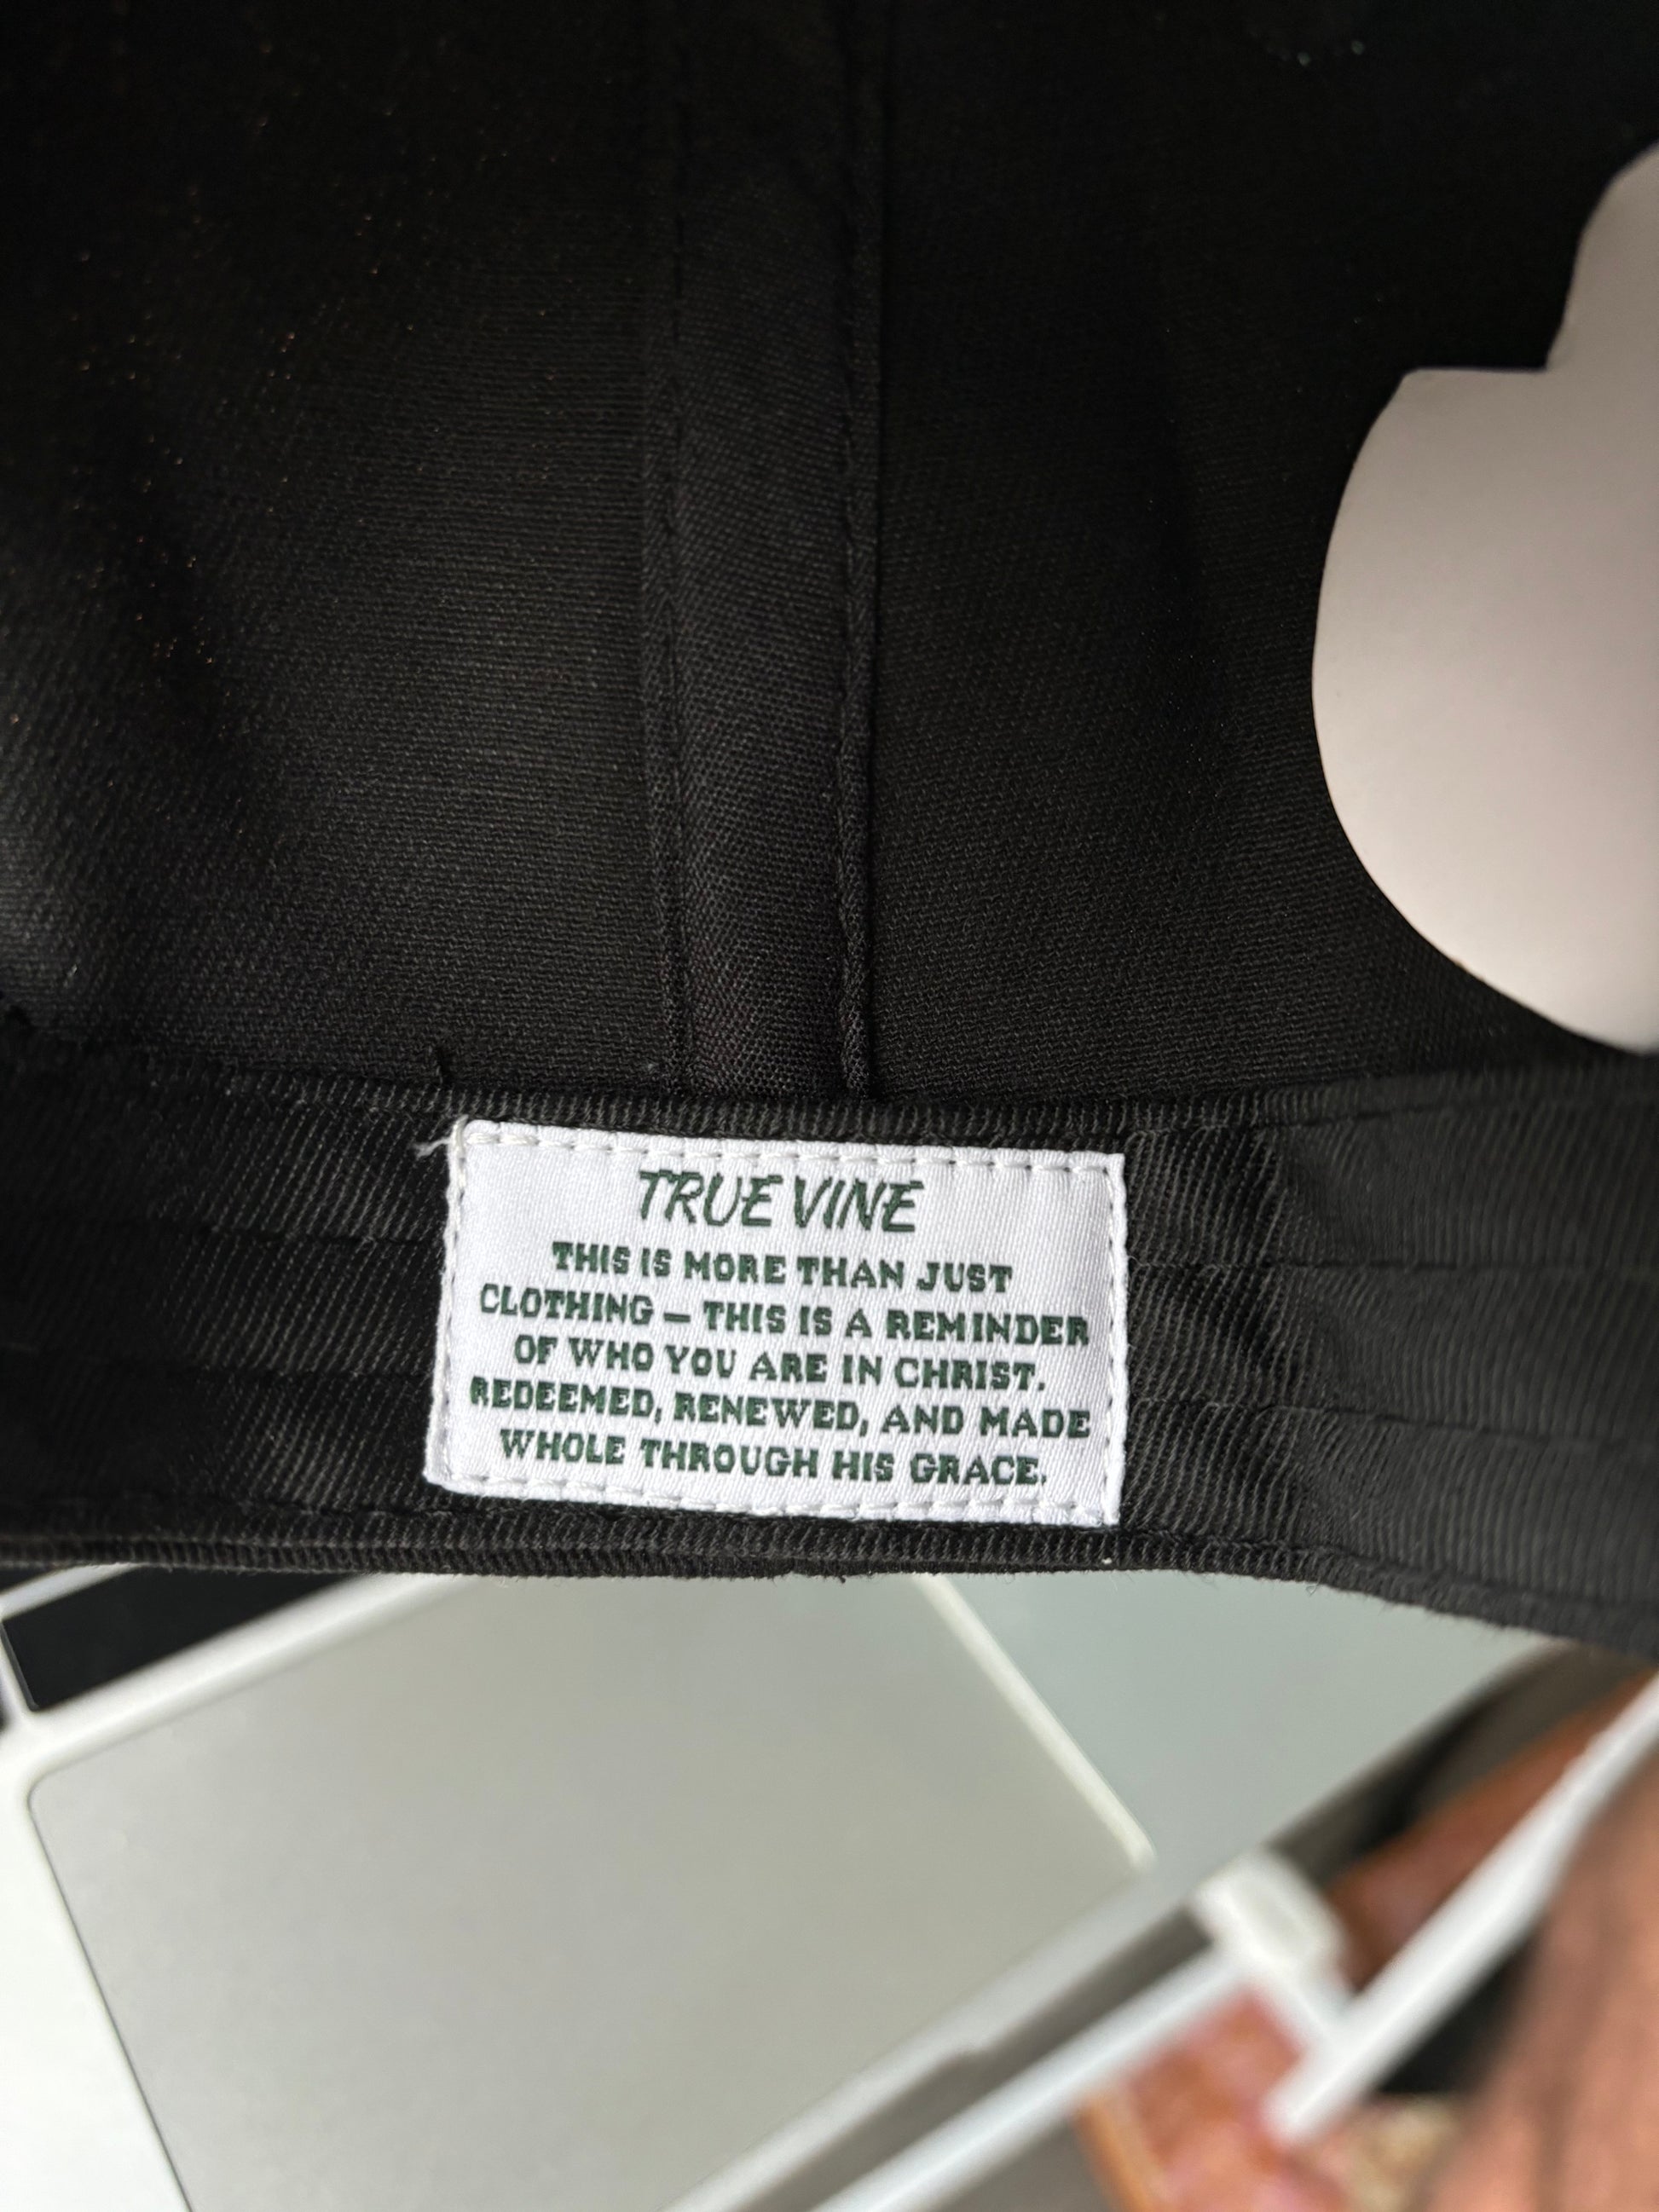 TRUE VINE
THIS IS MORE THAN JUST
CLOTHING – THIS IS A REMINDER
OF WHO YOU ARE IN CHRIST.
REDEEMED, RENEWED, AND MADE
WHOLE THROUGH HIS GRACE.